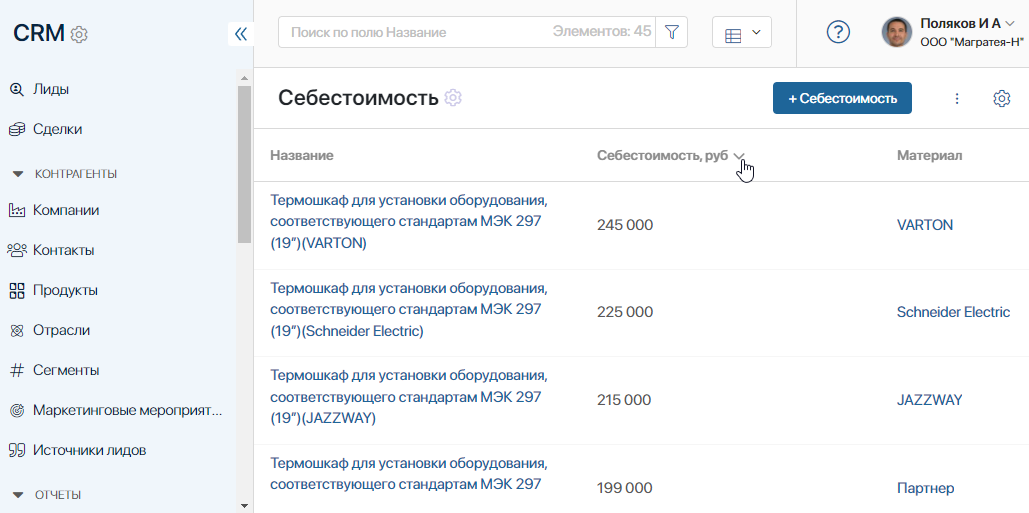 CRM
Лиды
Сделки
КОНТРАГЕНТЫ
Компании
Контакты
Продукты
Отрасли
Сегменты
Маркетинговые мероприят...
Источники лидов
ОТЧЕТЫ
Поиск по полю Название
Элементов: 45
?
Поляков И А
ООО "Магратея-Н"
Себестоимость
+ Себестоимость
Название
Себестоимость, руб
Материал
Термошкаф для установки оборудования,
соответствующего стандартам МЭК 297
(19″)(VARTON)
245 000
VARTON
Термошкаф для установки оборудования,
соответствующего стандартам МЭК 297
(19″)(Schneider Electric)
225 000
Schneider Electric
Термошкаф для установки оборудования,
соответствующего стандартам МЭК 297
(19″)(JAZZWAY)
215 000
JAZZWAY
Термошкаф для установки оборудования,
соответствующего стандартам МЭК 297
199 000
Партнер